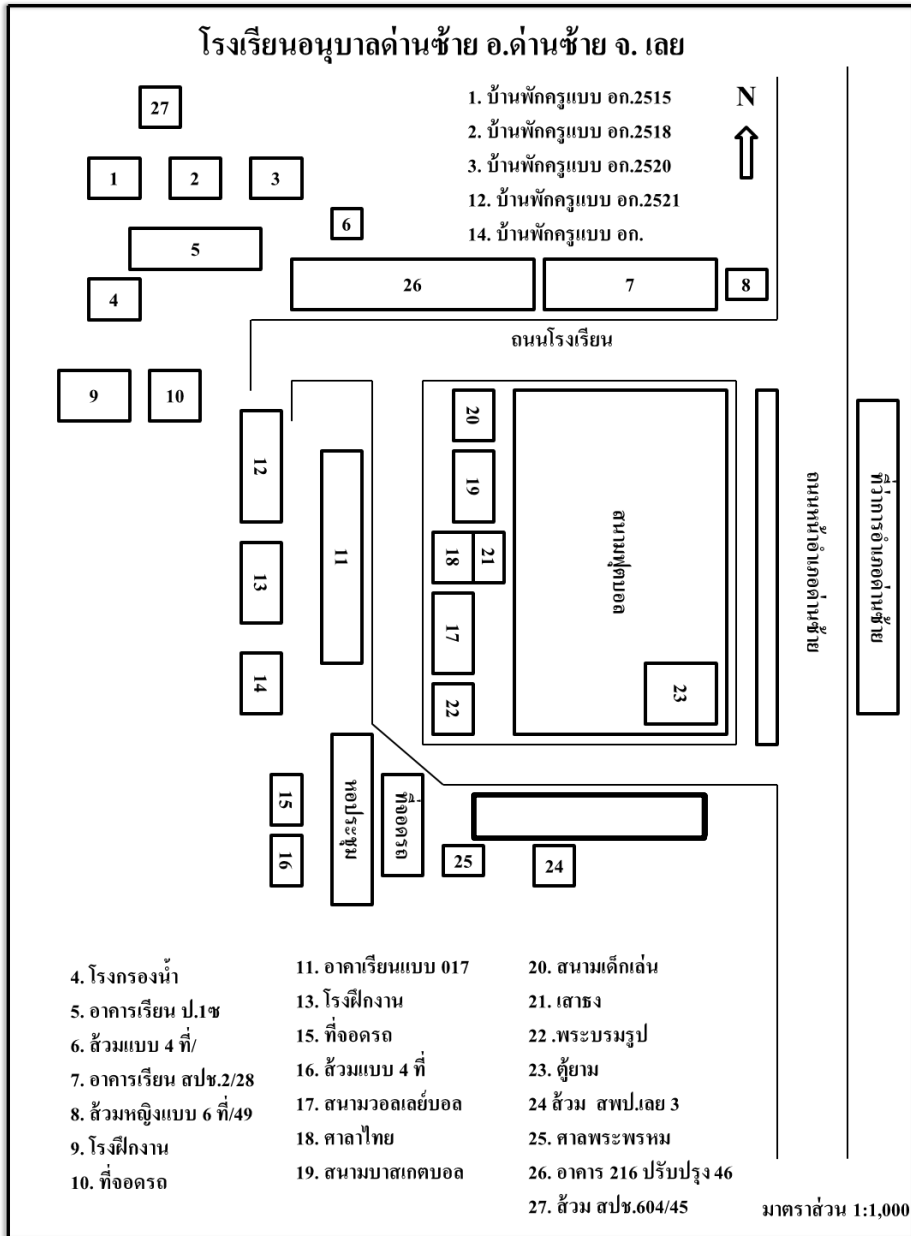 โรงเรียนอนุบาลด่านซ้าย อ.ด่านซ้าย จ. เลย
1. บ้านพักครูแบบ อก.2515
2. บ้านพักครูแบบ อก.2518
3. บ้านพักครูแบบ อก.2520
12. บ้านพักครูแบบ อก.2521
14. บ้านพักครูแบบ อก.
N
27
1
2
3
6
5
4
26
7
8
ถนนโรงเรียน
9
10
12
13
14
11
20
19
18
21
17
22
สนามฟุตบอล
23
ถนนหน้าอำเภอด่านซ้าย
ที่ว่าการอำเภอด่านซ้าย
15
16
หอประชุม
ที่จอดรถ
25
24
4. โรงกรองน้ำ
5. อาคารเรียน ป.1ซ
6. ส้วมแบบ 4 ที่/
7. อาคารเรียน สปช.2/28
8. ส้วมหญิงแบบ 6 ที่/49
9. โรงฝึกงาน
10. ที่จอดรถ
11. อาคาเรียนแบบ 017
13. โรงฝึกงาน
15. ที่จอดรถ
16. ส้วมแบบ 4 ที่
17. สนามวอลเลย์บอล
18. ศาลาไทย
19. สนามบาสเกตบอล
20. สนามเด็กเล่น
21. เสาธง
22 .พระบรมรูป
23. ตู้ยาม
24 ส้วม สพป.เลย 3
25. ศาลพระพรหม
26. อาคาร 216 ปรับปรุง 46
27. ส้วม สปช.604/45
มาตราส่วน 1:1,000